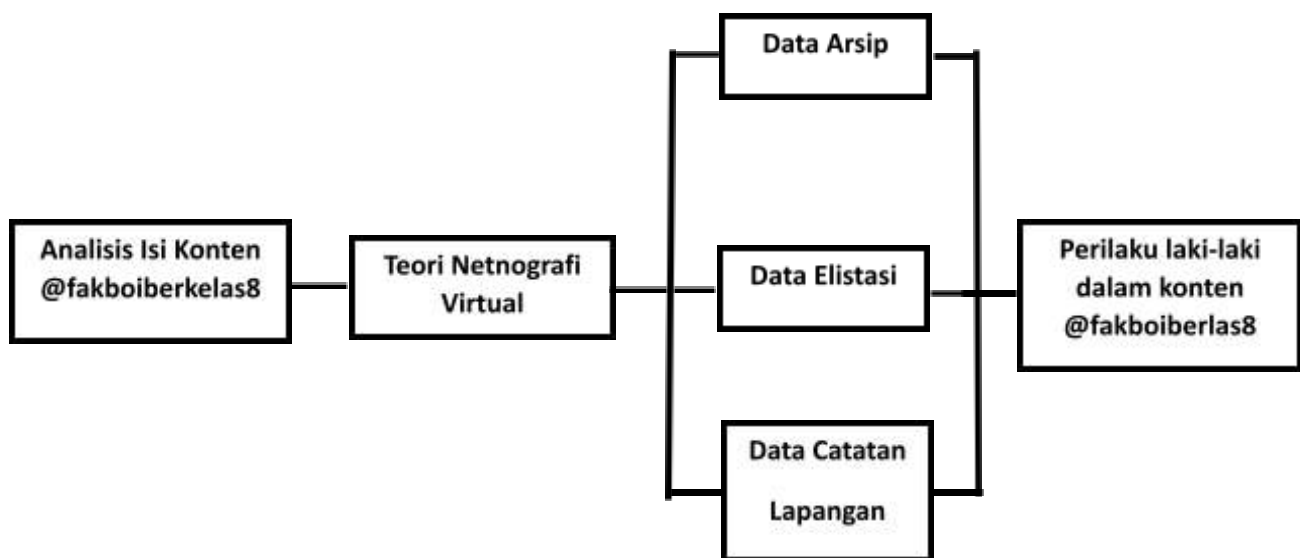 Data Arsip
Analisis Isi Konten
@fakboiberkelas8
Teori Netnografi
Virtual
Data Elistasi
Perilaku laki-laki
dalam konten
@fakboiberlas8
Data Catatan
Lapangan